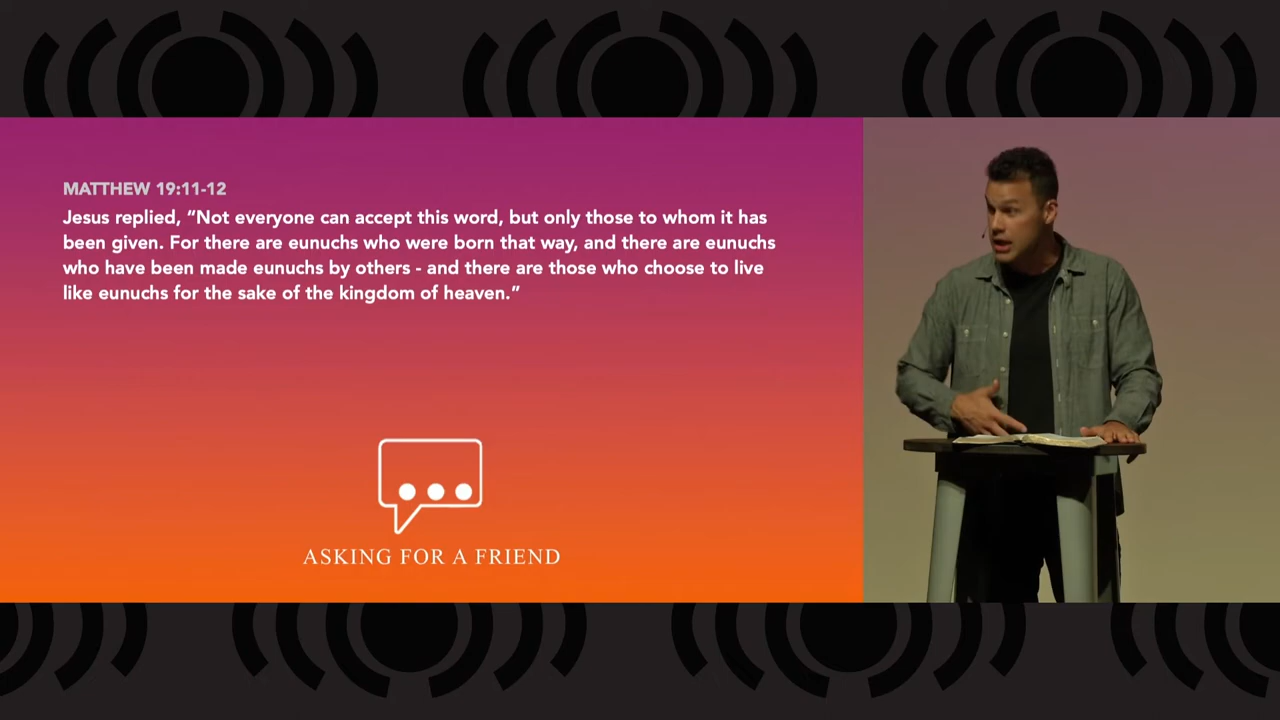 MATTHEW 19:11-12
Jesus replied, “Not everyone can accept this word, but only those to whom it has
been given. For there are eunuchs who were born that way, and there are eunuchs
who have been made eunuchs by others - and there are those who choose to live
like eunuchs for the sake of the kingdom of heaven.”
ASKING FOR A FRIEND